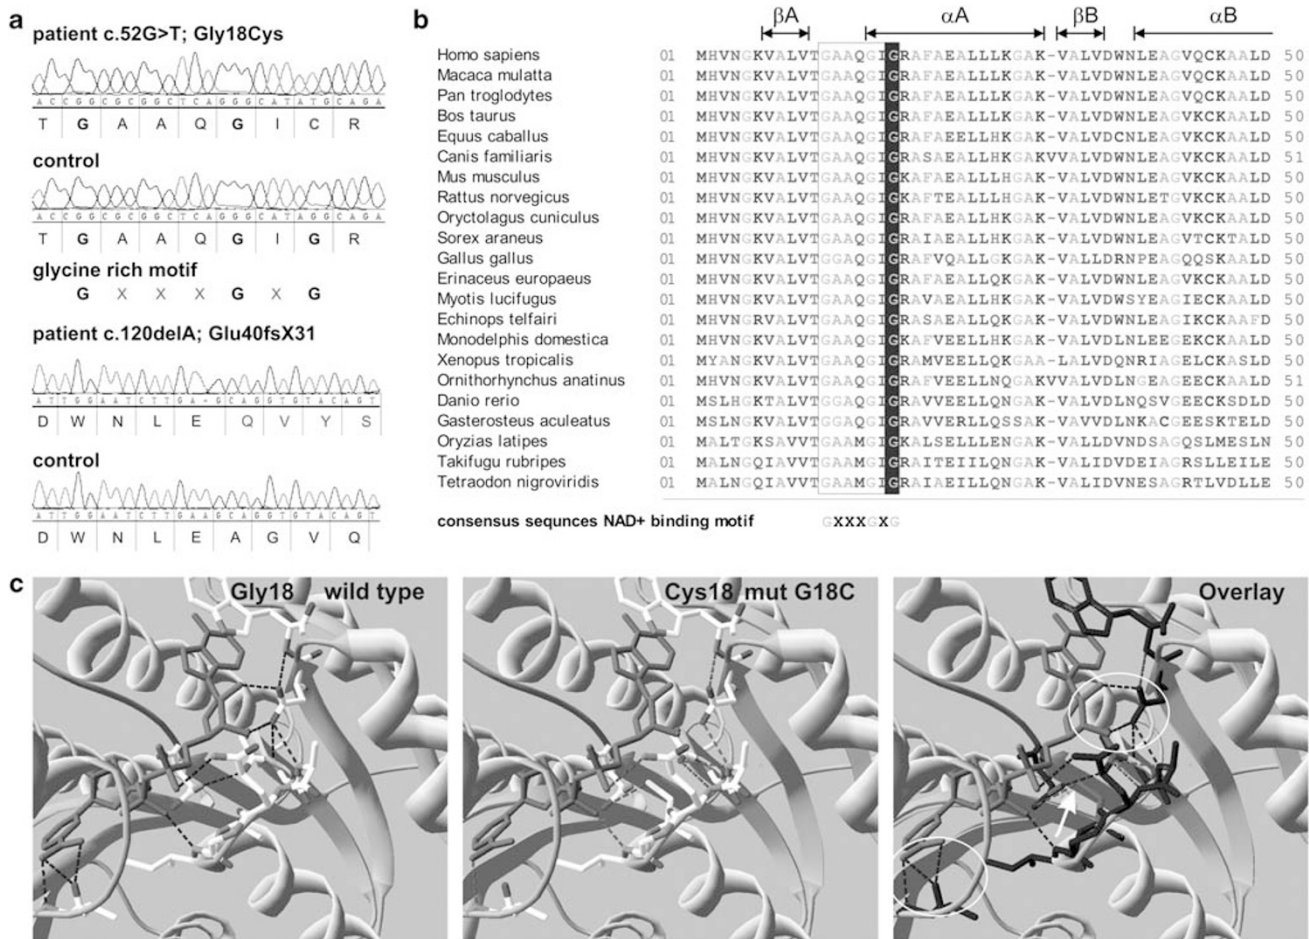 a
patient c.52G>T; Gly18Cys
A C C G G C G C G G C T C A G G G C A T A T G C A G A
T G A A Q G I C R
control
A C C G G C G C G G C T C A G G G C A T A G G C A G A
T G A A Q G I G R
glycine rich motif
G X X X G X G
patient c.120delA; Glu40fsX31
A T T G G A A T C T T G A - G C A G G T G T A C A G T
D W N L E Q V Y S
control
A T T G G A A T C T T G A A G C A G G T G T A C A G T
D W N L E A G V Q
b
βA αA βB αB
Homo sapiens 01 MHVNGKVALVTGAAQGIGRAFAEALLLKGAK-VALVDWNLEAGVQCKAALD 50
Macaca mulatta 01 MHVNGKVALVTGAAQGIGRAFAEALLLKGAK-VALVDWNLEAGVQCKAALD 50
Pan troglodytes 01 MHVNGKVALVTGAAQGIGRAFAEALLLKGAK-VALVDWNLEAGVQCKAALD 50
Bos taurus 01 MHVNGKVALVTGAAQGIGRAFAEALLHKGAK-VALVDWNLEAGVKCKAALD 50
Equus caballus 01 MHVNGKVALVTGAAQGIGRAFAEELLHKGAK-VALVDCNLEAGVKCKAALD 50
Canis familiaris 01 MHVNGKVALVTGAAQGIGRASAEALLHKGAKVVALVDWNLEAGVKCKAALD 51
Mus musculus 01 MHVNGKVALVTGAAQGIGKAFAEALLLHGAK-VALVDWNLEAGVKCKAALD 50
Rattus norvegicus 01 MHVNGKVALVTGAAQGIGKAFTEALLLHGAK-VALVDWNLETGVKCKAALD 50
Oryctolagus cuniculus 01 MHVNGKVALVTGAAQGIGRAFAEALLHKGAK-VALVDWNLEAGVKCKAALD 50
Sorex araneus 01 MHVNGKVALVTGAAQGIGRAIAEALLHKGAK-VALVDWNLEAGVTCKTALD 50
Gallus gallus 01 MHVNGKVALVTGAAQGIGRAFVQALLGKGAK-VALLDRNPEAGQQSKAALD 50
Erinaceus europaeus 01 MHVNGKVALVTGAAQGIGRAFAEALLHKGAK-VALVDWNLEAGVKCKAALD 50
Myotis lucifugus 01 MHVNGKVALVTGAAQGIGRAVAEALLHKGAK-VALVDWSYEAGIECKAALD 50
Echinops telfairi 01 MHVNGRVALVTGAAQGIGRASAEALLQKGAK-VALVDWNLEAGIKCKAAFD 50
Monodelphis domestica 01 MHVNGKVALVTGAAQGIGKAFVEELLHKGAK-VALVDLNLEEGEKCKAALD 50
Xenopus tropicalis 01 MYANGKVALVTGAAQGIGRAMVEELLQKGAA-LALVDQNRIAGELCKASLD 50
Ornithorhynchus anatinus 01 MHVNGKVALVTGAAQGIGRAFVEELLNQGAKVVALVDLNGEAGEECKAALD 51
Danio rerio 01 MSLHGKTALVTGGAQGIGRAVVEELLQKGAK-VALVDLNQSVGEECKSDLD 50
Gasterosteus aculeatus 01 MSLNGKVALVTGAAQGIGRAVVERLLQSSAK-VAVVDLNKACGEESKTELD 50
Oryzias latipes 01 MALTGKSAVVTGAAMGIGKALSELLLENGAK-VALLDVNDSAGQSLMESLN 50
Takifugu rubripes 01 MALNGQIAVVTGAAMGIGRAITEIILQNGAK-VALIDVDEIAGRSLLEILE 50
Tetraodon nigroviridis 01 MALNGQIAVVTGAAMGIGRAIAEILLQNGAK-VALIDVNESAGRTLVDLLE 50
consensus sequnces NAD+ binding motif GXXXGXG
c
Gly18 wild type
Cys18 mut G18C
Overlay